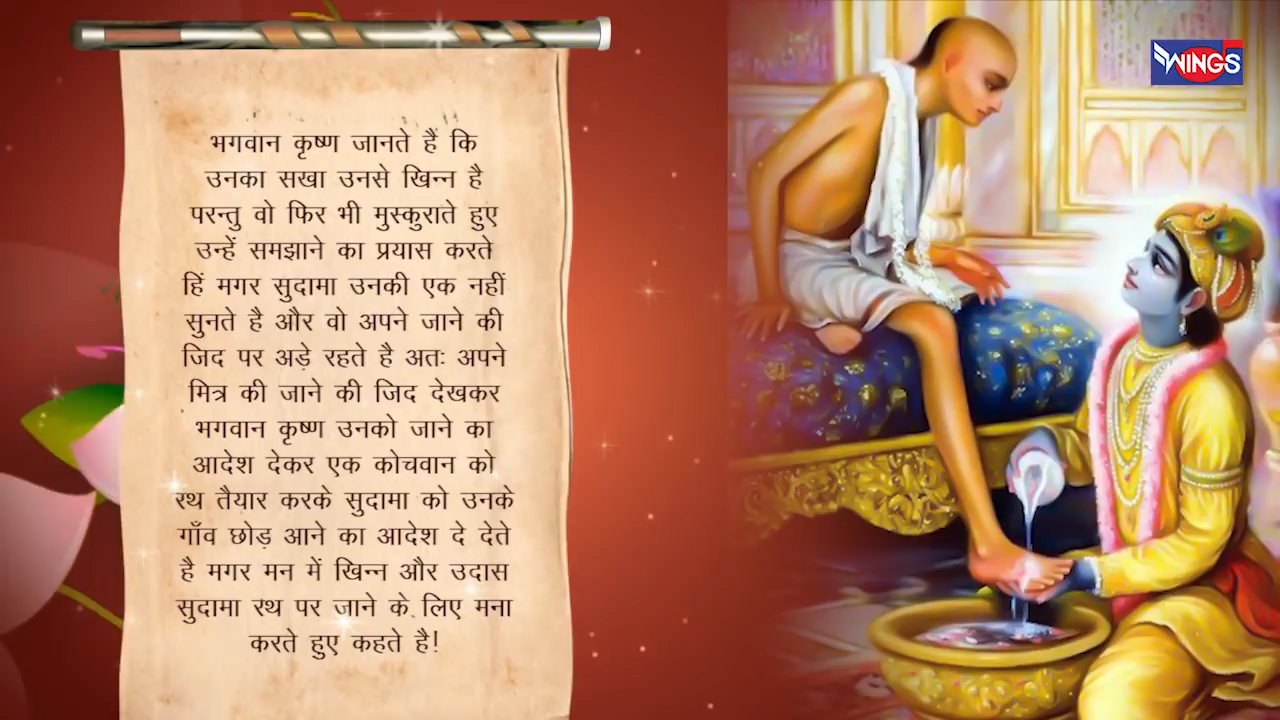 भगवान कृष्ण जानते हैं कि
उनका सखा उनसे खिन्न है
परन्तु वो फिर भी मुस्कुराते हुए
उन्हें समझाने का प्रयास करते
हिं मगर सुदामा उनकी एक नहीं
सुनते है और वो अपने जाने की
जिद पर अड़े रहते है अतः अपने
मित्र की जाने की जिद देखकर
भगवान कृष्ण उनको जाने का
आदेश देकर एक कोचवान को
रथ तैयार करके सुदामा को उनके
गाँव छोड़ आने का आदेश दे देते
है मगर मन में खिन्न और उदास
सुदामा रथ पर जाने के लिए मना
करते हुए कहते है!
WINGS